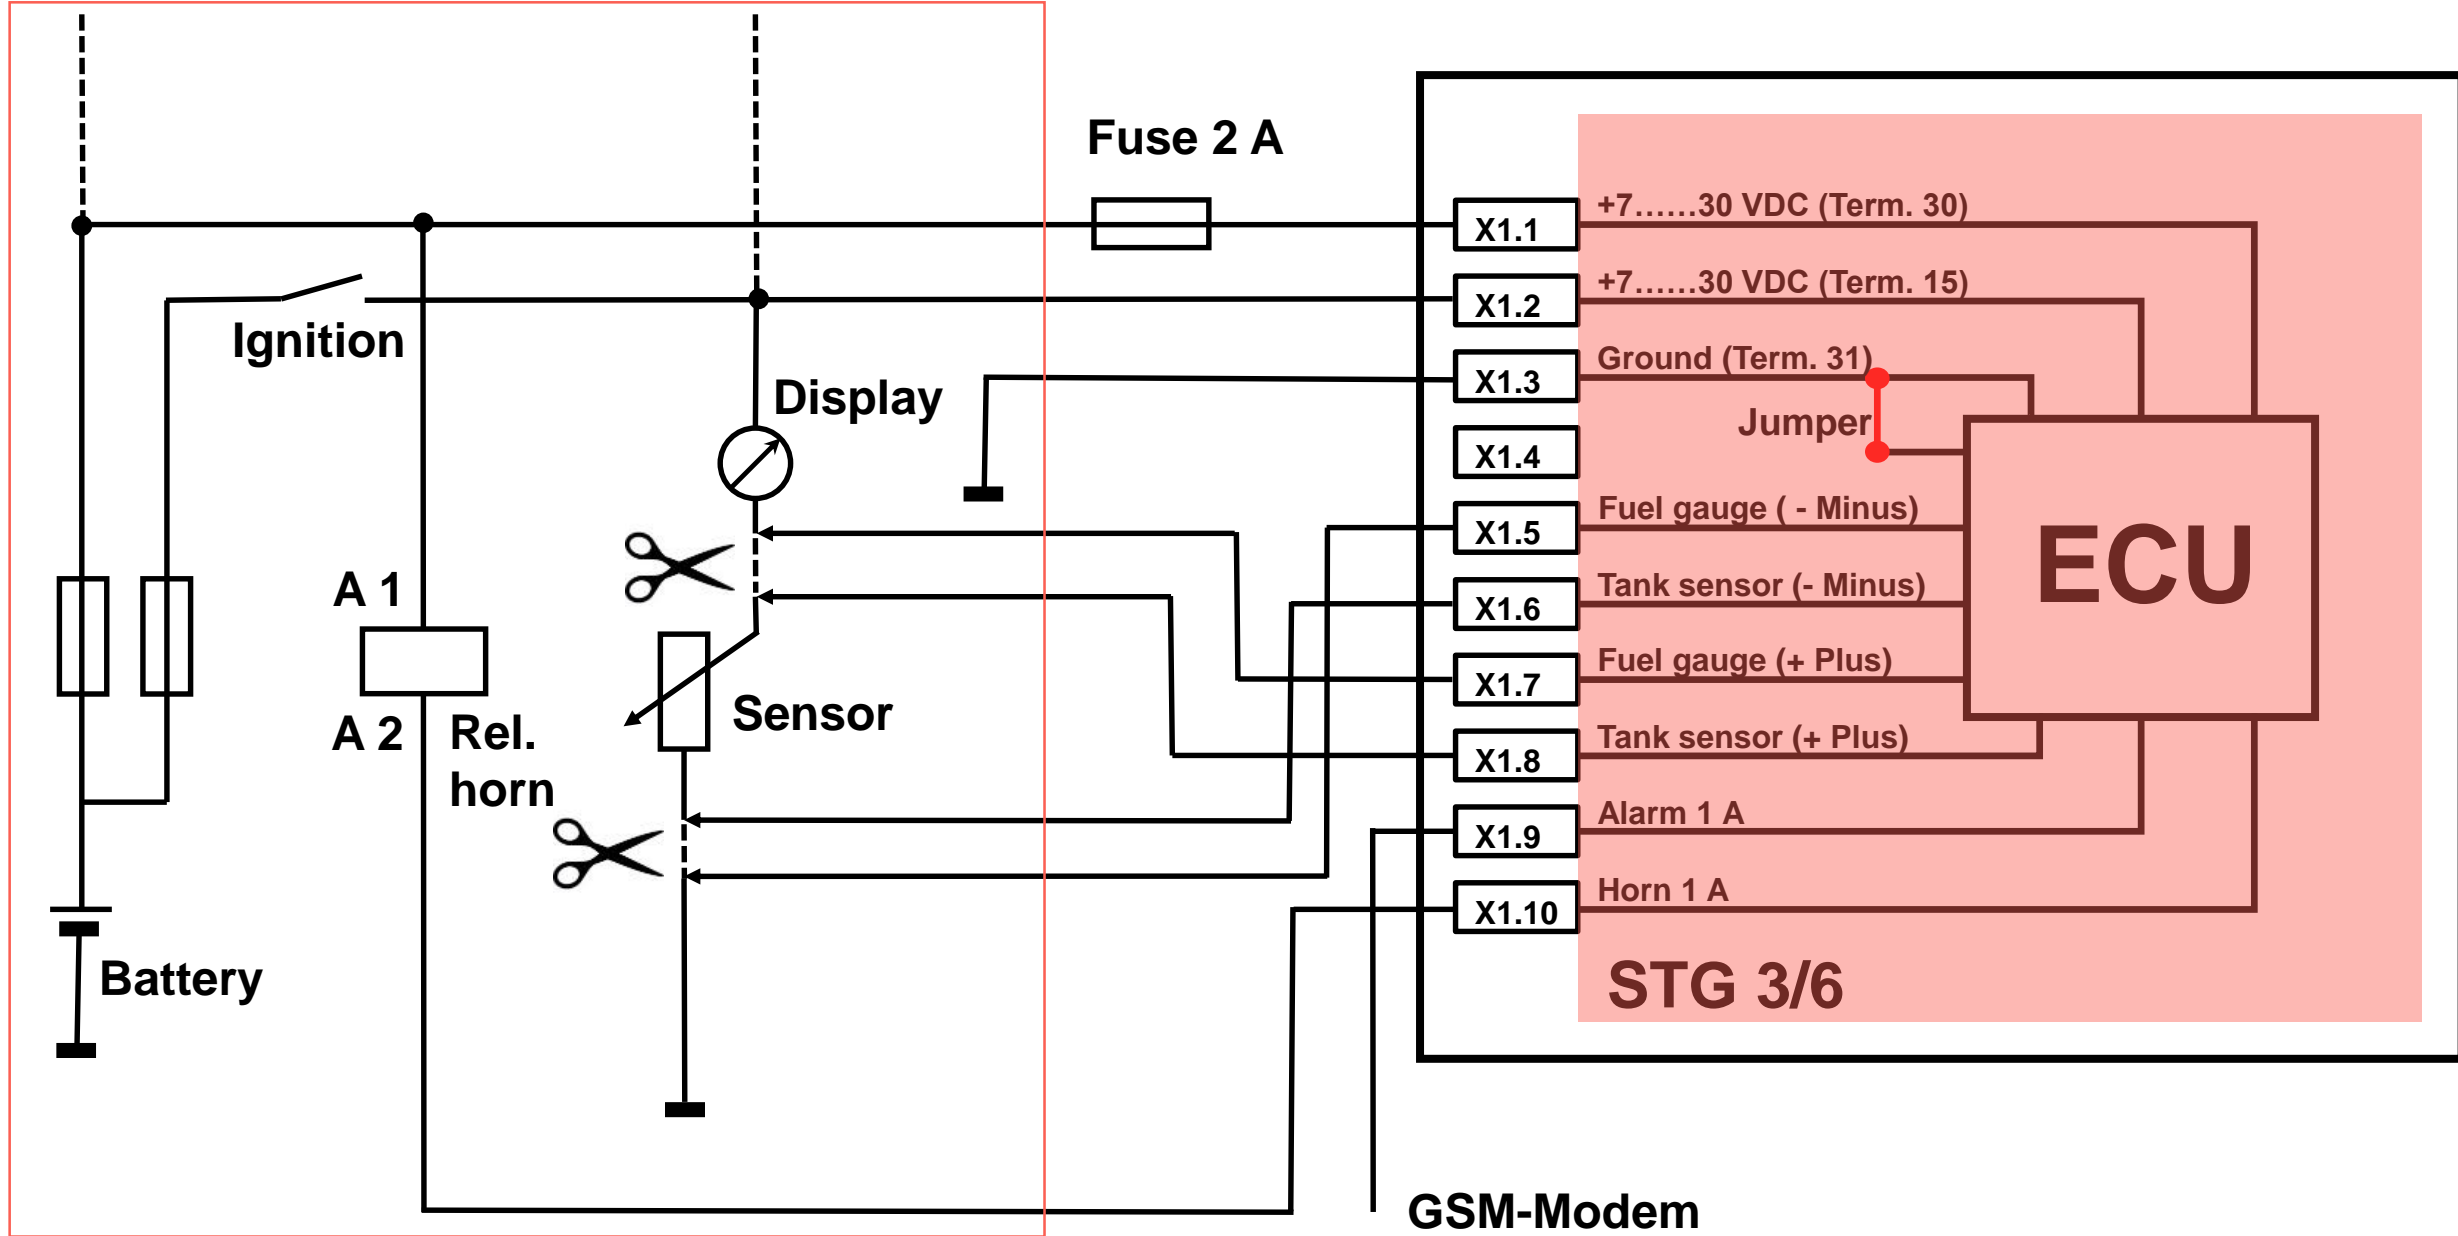 Fuse 2 A
Ignition
Display
A 1
A 2
Rel.
horn
Sensor
Battery
GSM-Modem
X1.1
+7......30 VDC (Term. 30)
X1.2
+7......30 VDC (Term. 15)
X1.3
Ground (Term. 31)
Jumper
X1.4
X1.5
Fuel gauge ( - Minus)
X1.6
Tank sensor (- Minus)
X1.7
Fuel gauge (+ Plus)
X1.8
Tank sensor (+ Plus)
X1.9
Alarm 1 A
X1.10
Horn 1 A
ECU
STG 3/6